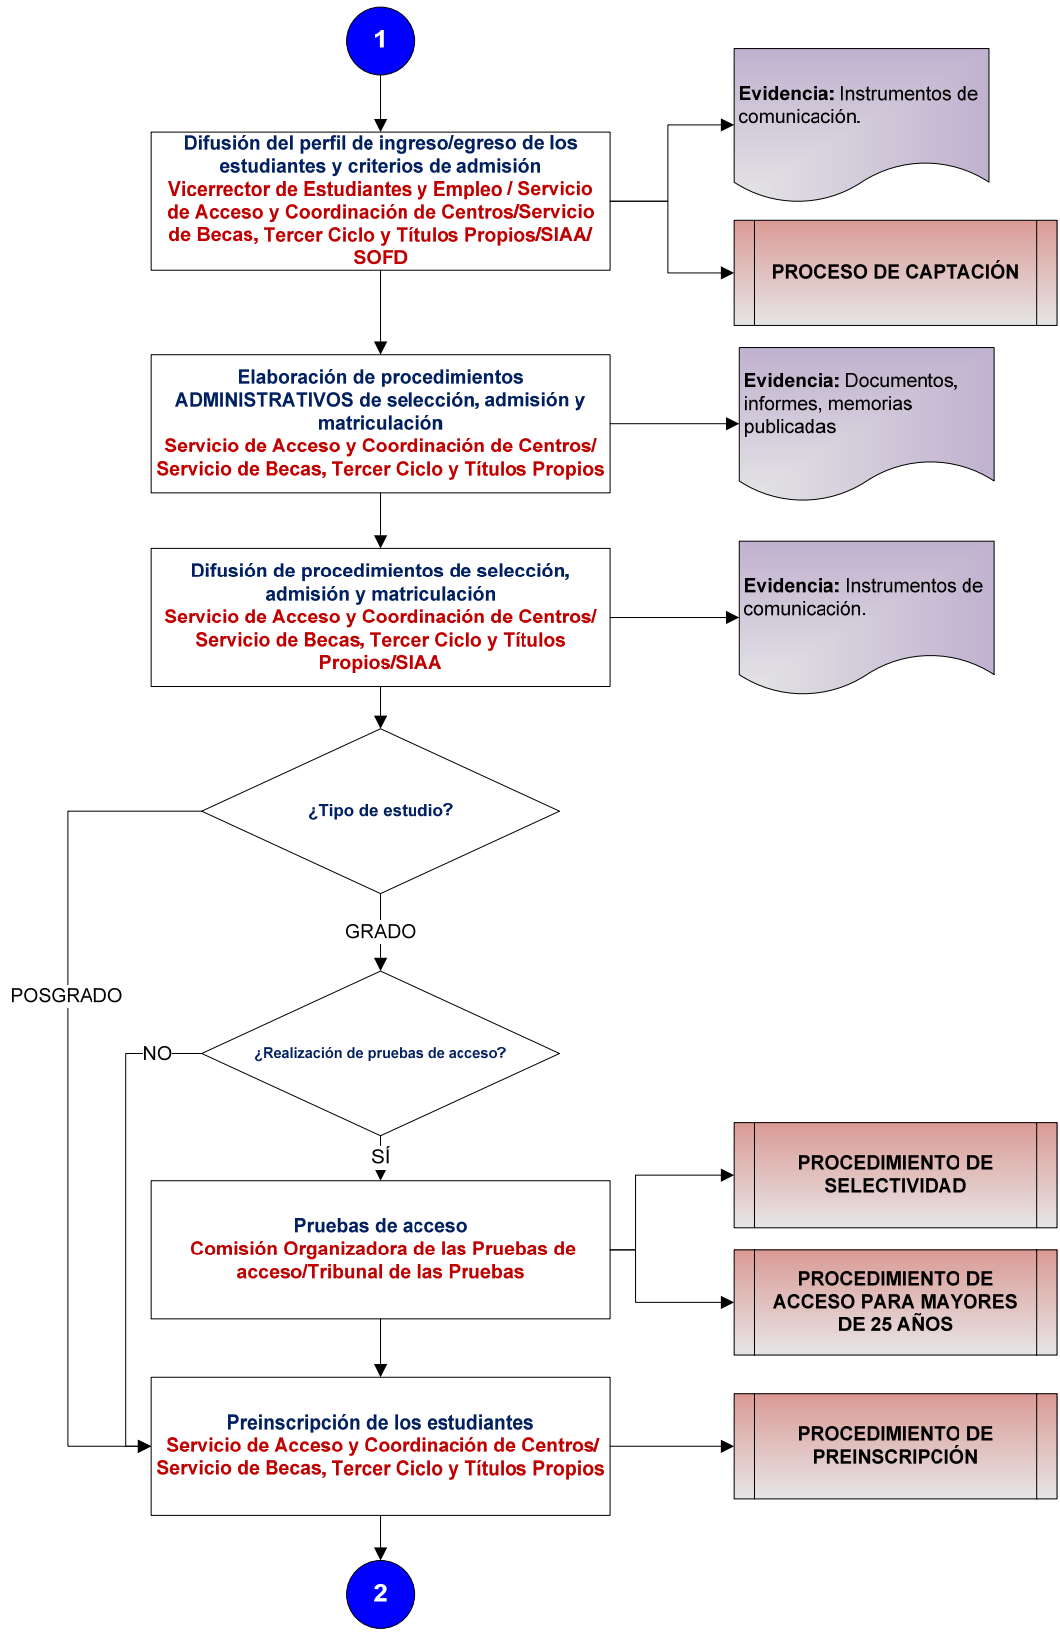 1
Difusión del perfil de ingreso/egreso de los
estudiantes y criterios de admisión
Vicerrector de Estudiantes y Empleo / Servicio
de Acceso y Coordinación de Centros/Servicio
de Becas, Tercer Ciclo y Títulos Propios/SIAA/
SOFD
Evidencia: Instrumentos de
comunicación.
PROCESO DE CAPTACIÓN
Elaboración de procedimientos
ADMINISTRATIVOS de selección, admisión y
matriculación
Servicio de Acceso y Coordinación de Centros/
Servicio de Becas, Tercer Ciclo y Títulos Propios
Evidencia: Documentos,
informes, memorias
publicadas
Difusión de procedimientos de selección,
admisión y matriculación
Servicio de Acceso y Coordinación de Centros/
Servicio de Becas, Tercer Ciclo y Títulos
Propios/SIAA
Evidencia: Instrumentos de
comunicación.
¿Tipo de estudio?
GRADO
POSGRADO
¿Realización de pruebas de acceso?
NO
SÍ
Pruebas de acceso
Comisión Organizadora de las Pruebas de
acceso/Tribunal de las Pruebas
PROCEDIMIENTO DE
SELECTIVIDAD
PROCEDIMIENTO DE
ACCESO PARA MAYORES
DE 25 AÑOS
Preinscripción de los estudiantes
Servicio de Acceso y Coordinación de Centros/
Servicio de Becas, Tercer Ciclo y Títulos Propios
PROCEDIMIENTO DE
PREINSCRIPCIÓN
2